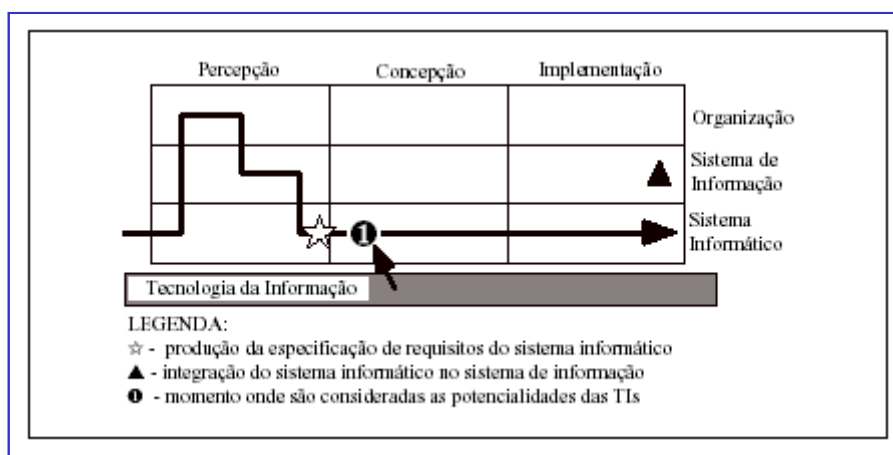 Percepção Concepção Implementação
Organização
Sistema de
Informação
Sistema
Informático
❶
Tecnologia da Informação
LEGENDA:
☆ - produção da especificação de requisitos do sistema informático
▲ - integração do sistema informático no sistema de informação
❶ - momento onde são consideradas as potencialidades das TIs